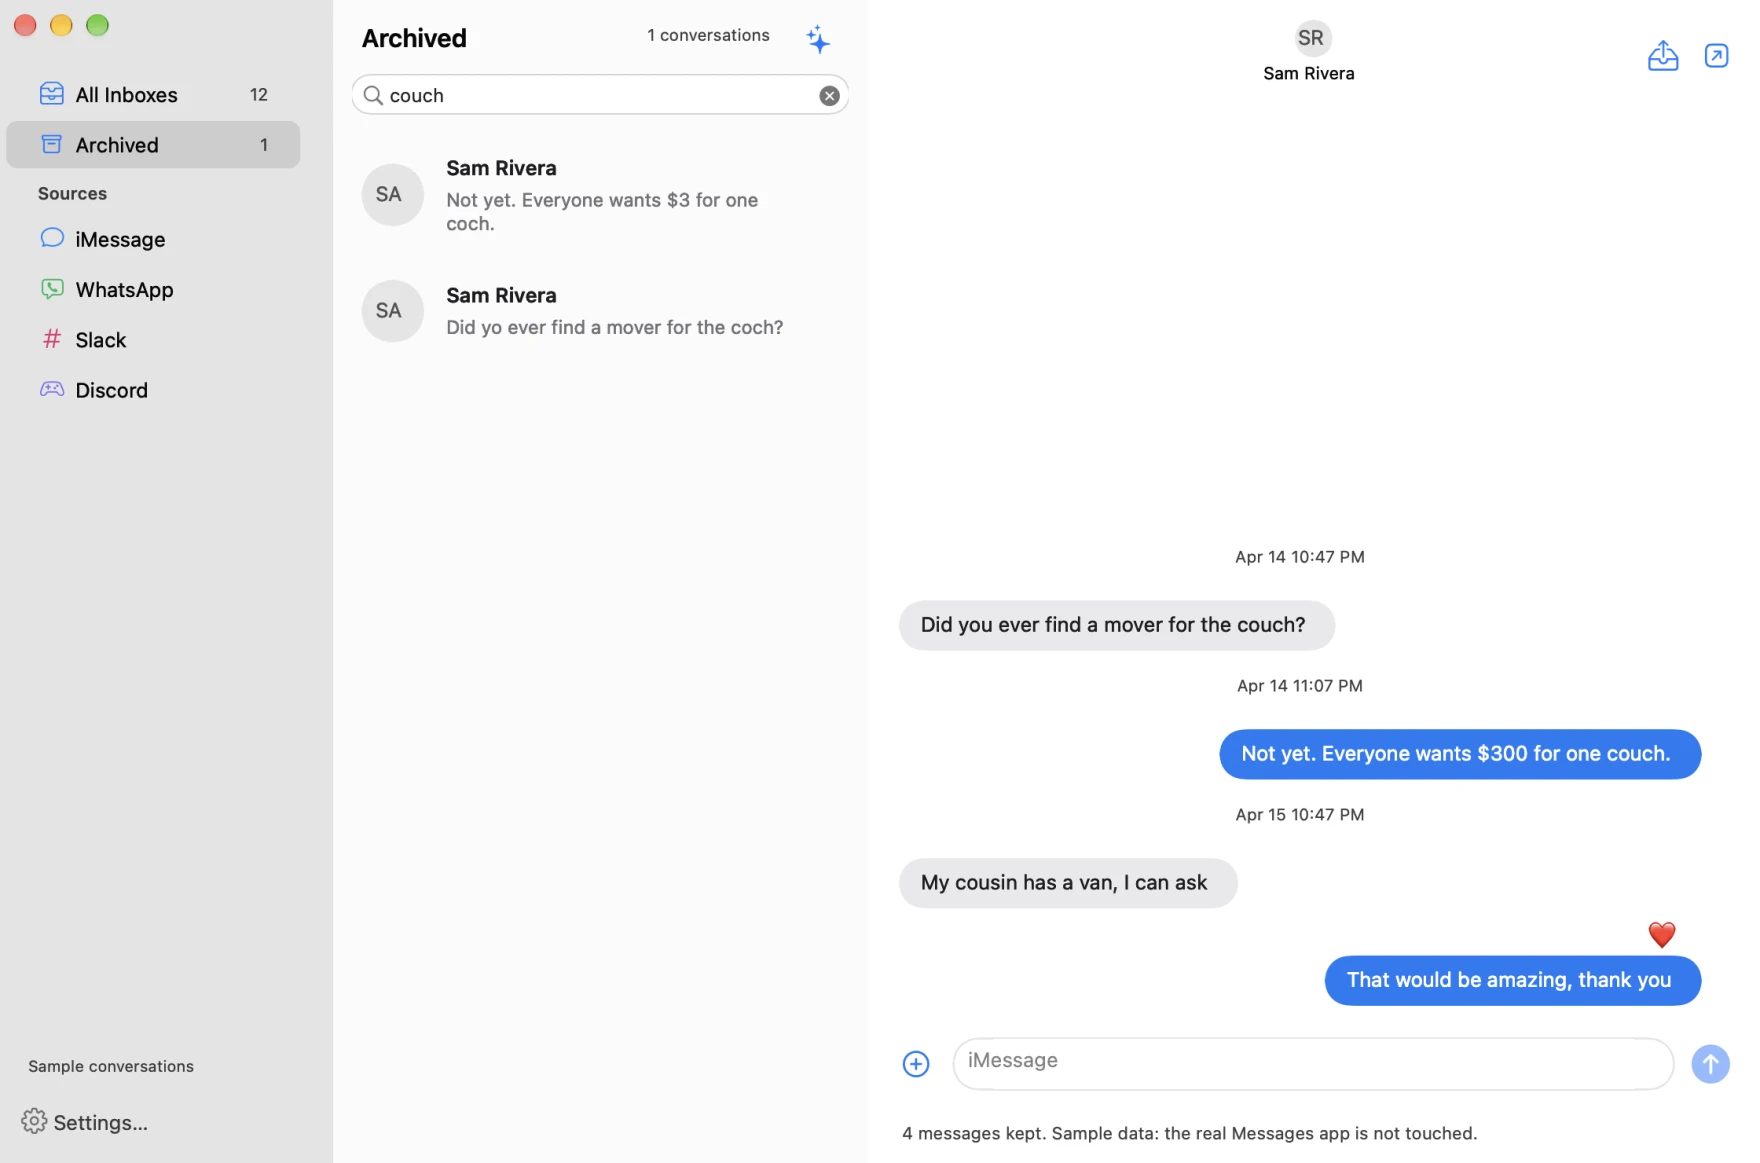 All Inboxes 12
Archived 1
Sources
iMessage
WhatsApp
Slack
Discord
Sample conversations
Settings...
Archived
1 conversations
couch
SA
Sam Rivera
Not yet. Everyone wants $3 for one
coch.
SA
Sam Rivera
Did yo ever find a mover for the coch?
SR
Sam Rivera
Apr 14 10:47 PM
Did you ever find a mover for the couch?
Apr 14 11:07 PM
Not yet. Everyone wants $300 for one couch.
Apr 15 10:47 PM
My cousin has a van, I can ask
That would be amazing, thank you
iMessage
4 messages kept. Sample data: the real Messages app is not touched.